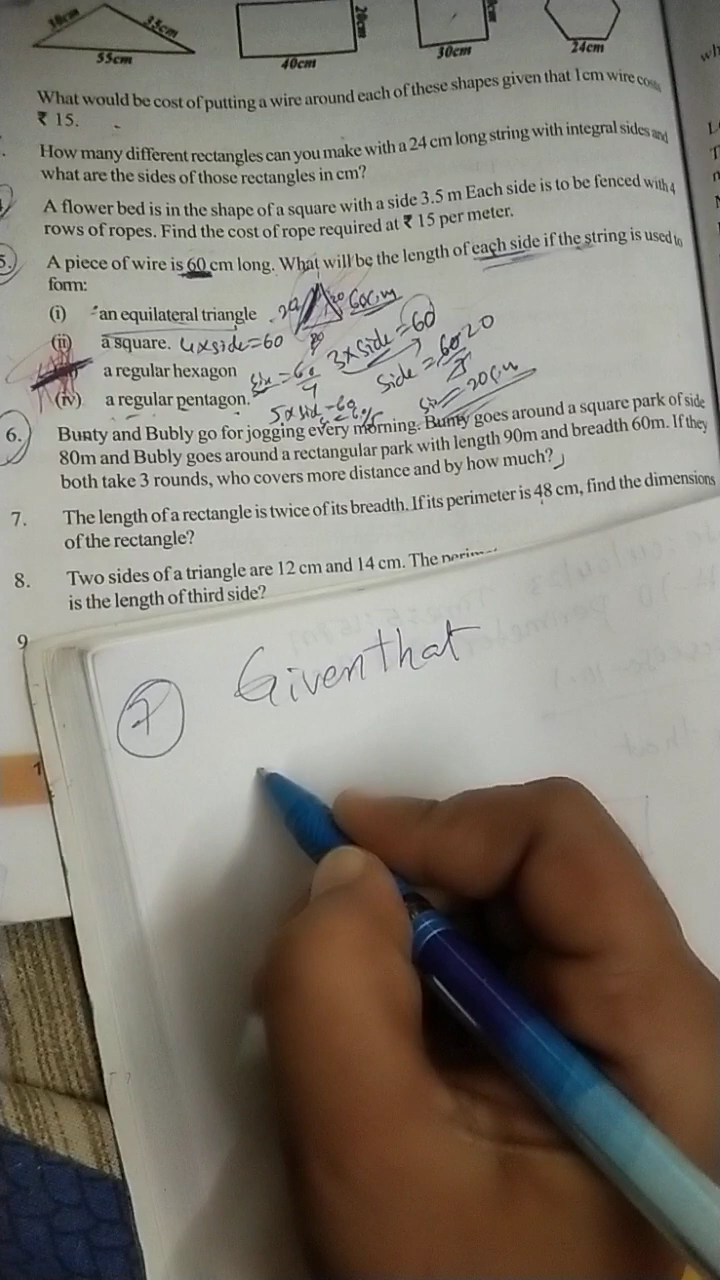 35cm
55cm
40cm
20cm
30cm
24cm
What would be cost of putting a wire around each of these shapes given that 1cm wire
₹ 15.
How many different rectangles can you make with a 24 cm long string with integral sides and
what are the sides of those rectangles in cm?
A flower bed is in the shape of a square with a side 3.5 m Each side is to be fenced with 4
rows of ropes. Find the cost of rope required at ₹ 15 per meter.
5. A piece of wire is 60 cm long. What will be the length of each side if the string is used to
form:
(i) an equilateral triangle 20 20 60cm
(ii) a square. 4xside=60 3xside=60
a regular hexagon Side = 60 20
(iv) a regular pentagon. 20cm
6. Bunty and Bubly go for jogging every morning. Bunty goes around a square park of side
80m and Bubly goes around a rectangular park with length 90m and breadth 60m. If they
both take 3 rounds, who covers more distance and by how much?
7. The length of a rectangle is twice of its breadth. If its perimeter is 48 cm, find the dimensions
of the rectangle?
8. Two sides of a triangle are 12 cm and 14 cm. The
is the length of third side?
9
7 Given that